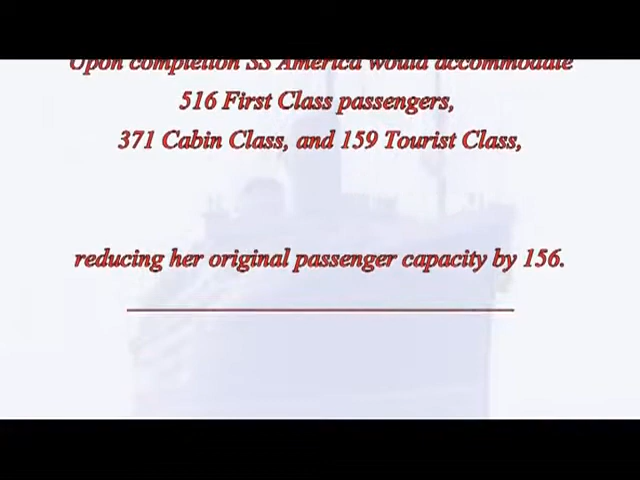 Upon completion SS America would accommodate
516 First Class passengers,
371 Cabin Class, and 159 Tourist Class,
reducing her original passenger capacity by 156.